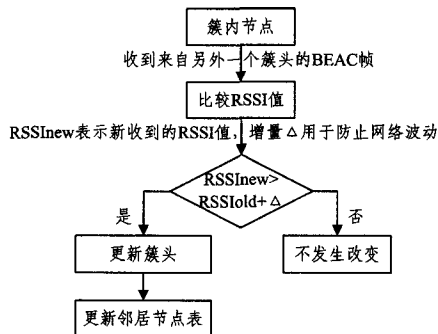 簇内节点
收到来自另外一个簇头的BEAC帧
比较RSSI值
RSSInew表示新收到的RSSI值，增量△用于防止网络波动
RSSInew>
RSSIold+△
是
否
更新簇头
不发生改变
更新邻居节点表